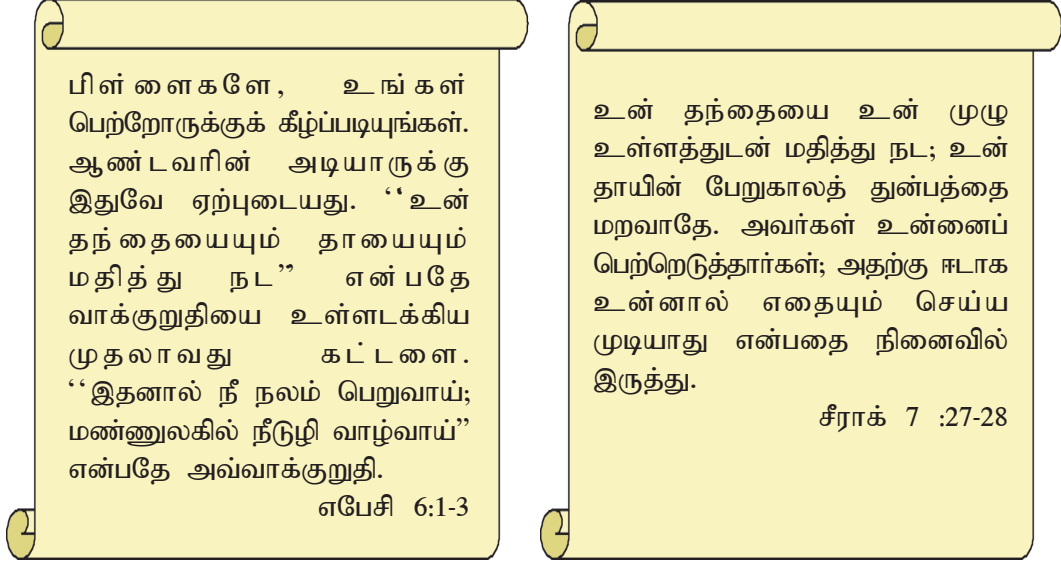 பிள்ளைகளே, உங்கள்
பெற்றோருக்குக் கீழ்ப்படியுங்கள்.
ஆண்டவரின் அடியாருக்கு
இதுவே ஏற்புடையது. ‘‘உன்
தந்தையையும் தாயையும்
மதித்து நட’’ என்பதே
வாக்குறுதியை உள்ளடக்கிய
முதலாவது கட்டளை.
‘‘இதனால் நீ நலம் பெறுவாய்;
மண்ணுலகில் நீடுழி வாழ்வாய்’’
என்பதே அவ்வாக்குறுதி.
எபேசி 6:1-3
உன் தந்தையை உன் முழு
உள்ளத்துடன் மதித்து நட; உன்
தாயின் பேறுகாலத் துன்பத்தை
மறவாதே. அவர்கள் உன்னைப்
பெற்றெடுத்தார்கள்; அதற்கு ஈடாக
உன்னால் எதையும் செய்ய
முடியாது என்பதை நினைவில்
இருத்து.
சீராக் 7 :27-28